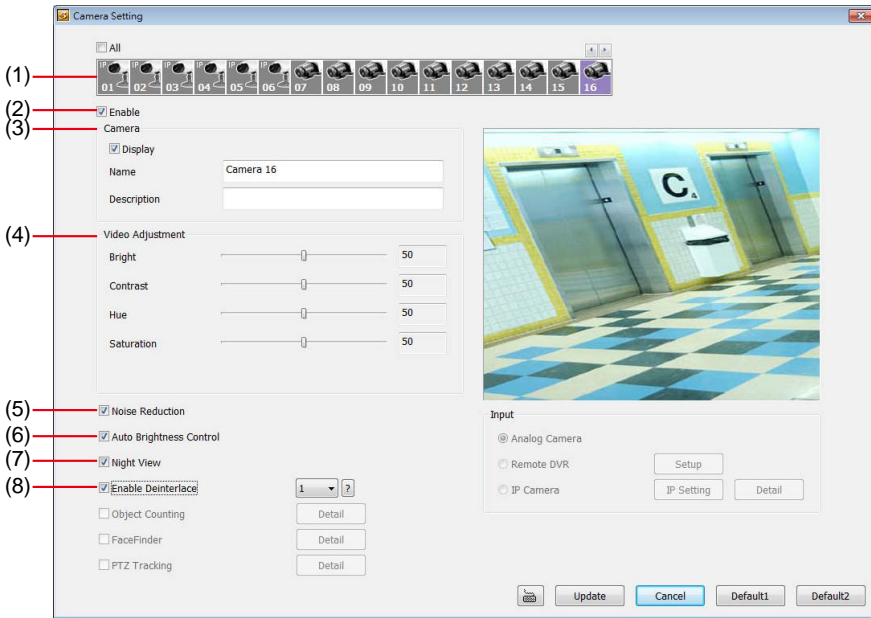 Camera Setting
All
(1)
IP 01 IP 02 IP 03 IP 04 IP 05 IP 06 07 08 09 10 11 12 13 14 15 16
(2)
Enable
(3)
Camera
Display
Name Camera 16
Description
(4)
Video Adjustment
Bright 50
Contrast 50
Hue 50
Saturation 50
C 4
(5)
Noise Reduction
(6)
Auto Brightness Control
(7)
Night View
(8)
Enable Deinterlace 1 ?
Object Counting Detail
FaceFinder Detail
PTZ Tracking Detail
Input
Analog Camera
Remote DVR Setup
IP Camera IP Setting Detail
Update Cancel Default1 Default2